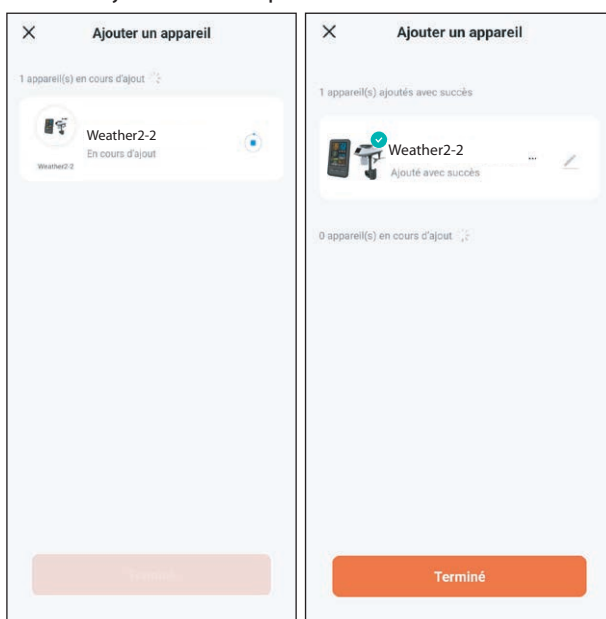 Ajouter un appareil
1 appareil(s) en cours d'ajout
Weather2-2
En cours d'ajout
Weather2-2
Terminé
Ajouter un appareil
1 appareil(s) ajoutés avec succès
Weather2-2
...
Ajouté avec succès
0 appareil(s) en cours d'ajout
Terminé